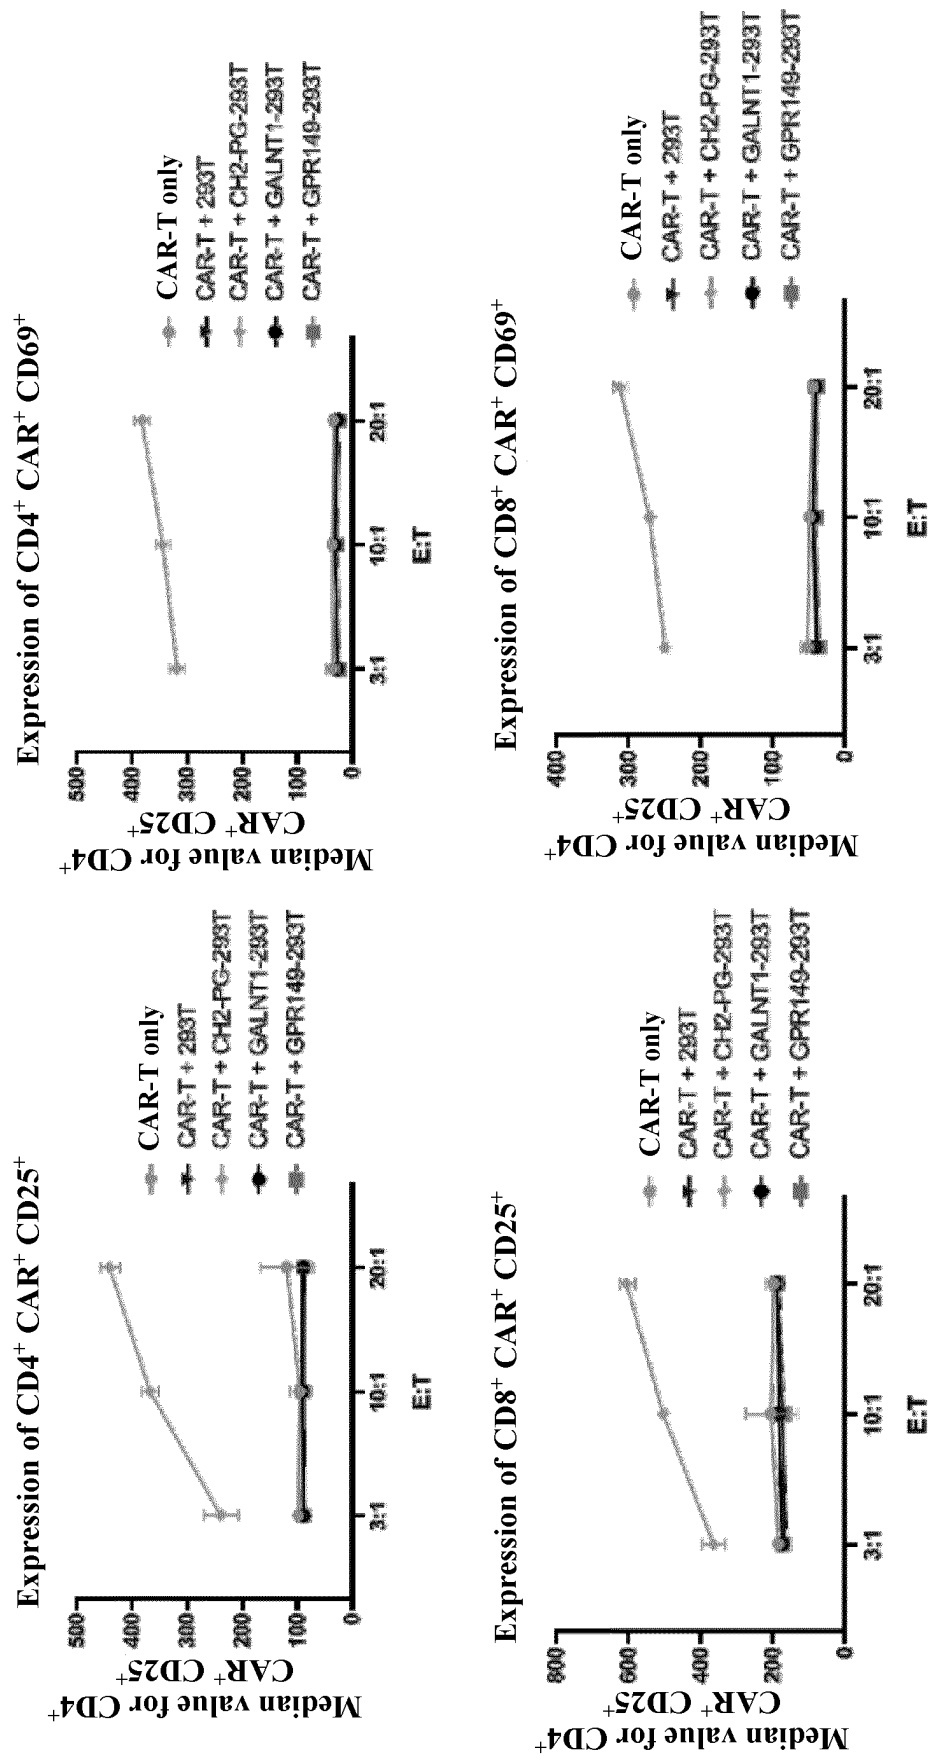 Expression of CD4⁺ CAR⁺ CD25⁺
Median value for CD4⁺
CAR⁺ CD25⁺
500
400
300
200
100
0
3:1
10:1
20:1
E:T
CAR-T only
CAR-T + 293T
CAR-T + CH2-PG-293T
CAR-T + GALNT1-293T
CAR-T + GPR149-293T
Expression of CD4⁺ CAR⁺ CD69⁺
Median value for CD4⁺
CAR⁺ CD25⁺
500
400
300
200
100
0
3:1
10:1
20:1
E:T
CAR-T only
CAR-T + 293T
CAR-T + CH2-PG-293T
CAR-T + GALNT1-293T
CAR-T + GPR149-293T
Expression of CD8⁺ CAR⁺ CD25⁺
Median value for CD4⁺
CAR⁺ CD25⁺
800
600
400
200
0
3:1
10:1
20:1
E:T
CAR-T only
CAR-T + 293T
CAR-T + CH2-PG-293T
CAR-T + GALNT1-293T
CAR-T + GPR149-293T
Expression of CD8⁺ CAR⁺ CD69⁺
Median value for CD4⁺
CAR⁺ CD25⁺
400
300
200
100
0
3:1
10:1
20:1
E:T
CAR-T only
CAR-T + 293T
CAR-T + CH2-PG-293T
CAR-T + GALNT1-293T
CAR-T + GPR149-293T